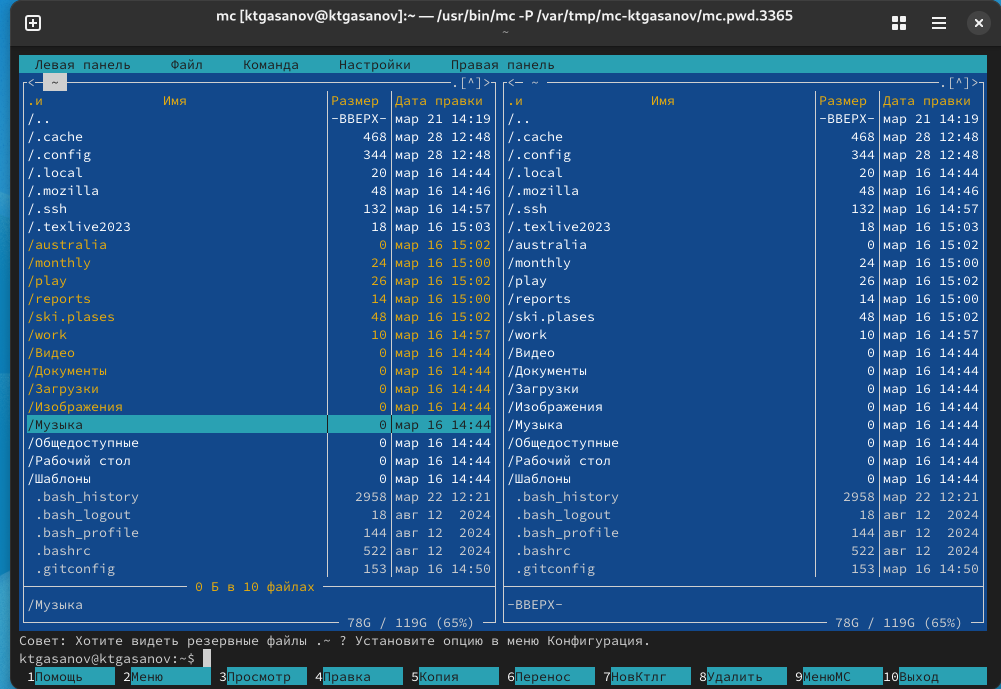 mc [ktgasanov@ktgasanov]:~ — /usr/bin/mc -P /var/tmp/mc-ktgasanov/mc.pwd.3365
~
Левая панель Файл Команда Настройки Правая панель
<─ ~ .[^]> <─ ~ .[^]>
.и Имя Размер Дата правки .и Имя Размер Дата правки
/.. -ВВЕРХ- мар 21 14:19 /.. -ВВЕРХ- мар 21 14:19
/.cache 468 мар 28 12:48 /.cache 468 мар 28 12:48
/.config 344 мар 28 12:48 /.config 344 мар 28 12:48
/.local 20 мар 16 14:44 /.local 20 мар 16 14:44
/.mozilla 48 мар 16 14:46 /.mozilla 48 мар 16 14:46
/.ssh 132 мар 16 14:57 /.ssh 132 мар 16 14:57
/.texlive2023 18 мар 16 15:03 /.texlive2023 18 мар 16 15:03
/australia 0 мар 16 15:02 /australia 0 мар 16 15:02
/monthly 24 мар 16 15:00 /monthly 24 мар 16 15:00
/play 26 мар 16 15:02 /play 26 мар 16 15:02
/reports 14 мар 16 15:00 /reports 14 мар 16 15:00
/ski.plases 48 мар 16 15:02 /ski.plases 48 мар 16 15:02
/work 10 мар 16 14:57 /work 10 мар 16 14:57
/Видео 0 мар 16 14:44 /Видео 0 мар 16 14:44
/Документы 0 мар 16 14:44 /Документы 0 мар 16 14:44
/Загрузки 0 мар 16 14:44 /Загрузки 0 мар 16 14:44
/Изображения 0 мар 16 14:44 /Изображения 0 мар 16 14:44
/Музыка 0 мар 16 14:44 /Музыка 0 мар 16 14:44
/Общедоступные 0 мар 16 14:44 /Общедоступные 0 мар 16 14:44
/Рабочий стол 0 мар 16 14:44 /Рабочий стол 0 мар 16 14:44
/Шаблоны 0 мар 16 14:44 /Шаблоны 0 мар 16 14:44
.bash_history 2958 мар 22 12:21 .bash_history 2958 мар 22 12:21
.bash_logout 18 авг 12 2024 .bash_logout 18 авг 12 2024
.bash_profile 144 авг 12 2024 .bash_profile 144 авг 12 2024
.bashrc 522 авг 12 2024 .bashrc 522 авг 12 2024
.gitconfig 153 мар 16 14:50 .gitconfig 153 мар 16 14:50
0 Б в 10 файлах
/Музыка -ВВЕРХ-
78G / 119G (65%) 78G / 119G (65%)
Совет: Хотите видеть резервные файлы .~ ? Установите опцию в меню Конфигурация.
ktgasanov@ktgasanov:~$
1Помощь 2Меню 3Просмотр 4Правка 5Копия 6Перенос 7НовКтлг 8Удалить 9МенюМС 10Выход